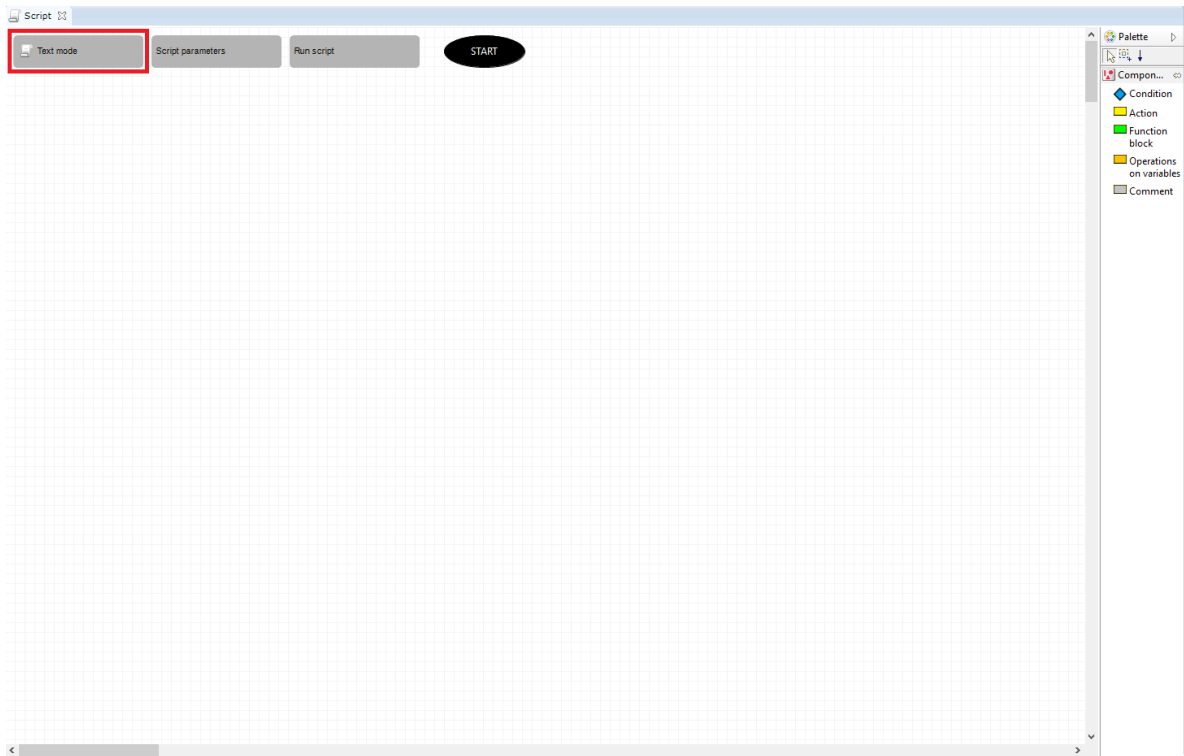 Script
Text mode
Script parameters
Run script
START
Palette
Compon...
Condition
Action
Function
block
Operations
on variables
Comment